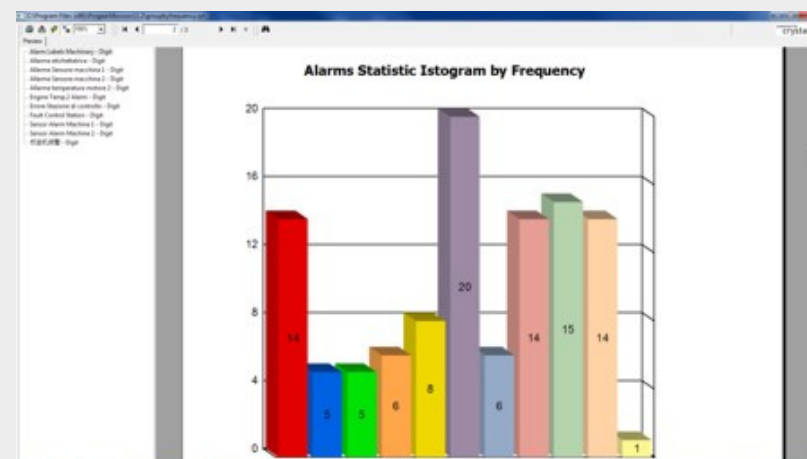 Preview
Alarm Labels Machinery - Digit
Allarme etichettatrice - Digit
Allarme Sensore macchina 1 - Digit
Allarme Sensore macchina 2 - Digit
Allarme temperatura motore 2 - Digit
Engine Temp.2 Alarm - Digit
Errore Stazione di controllo - Digit
Fault Control Station - Digit
Sensor Alarm Machine 1 - Digit
Sensor Alarm Machine 2 - Digit
- Digit
Alarms Statistic Istogram by Frequency
20
16
12
8
4
0
14
5
5
6
8
20
6
14
15
14
1